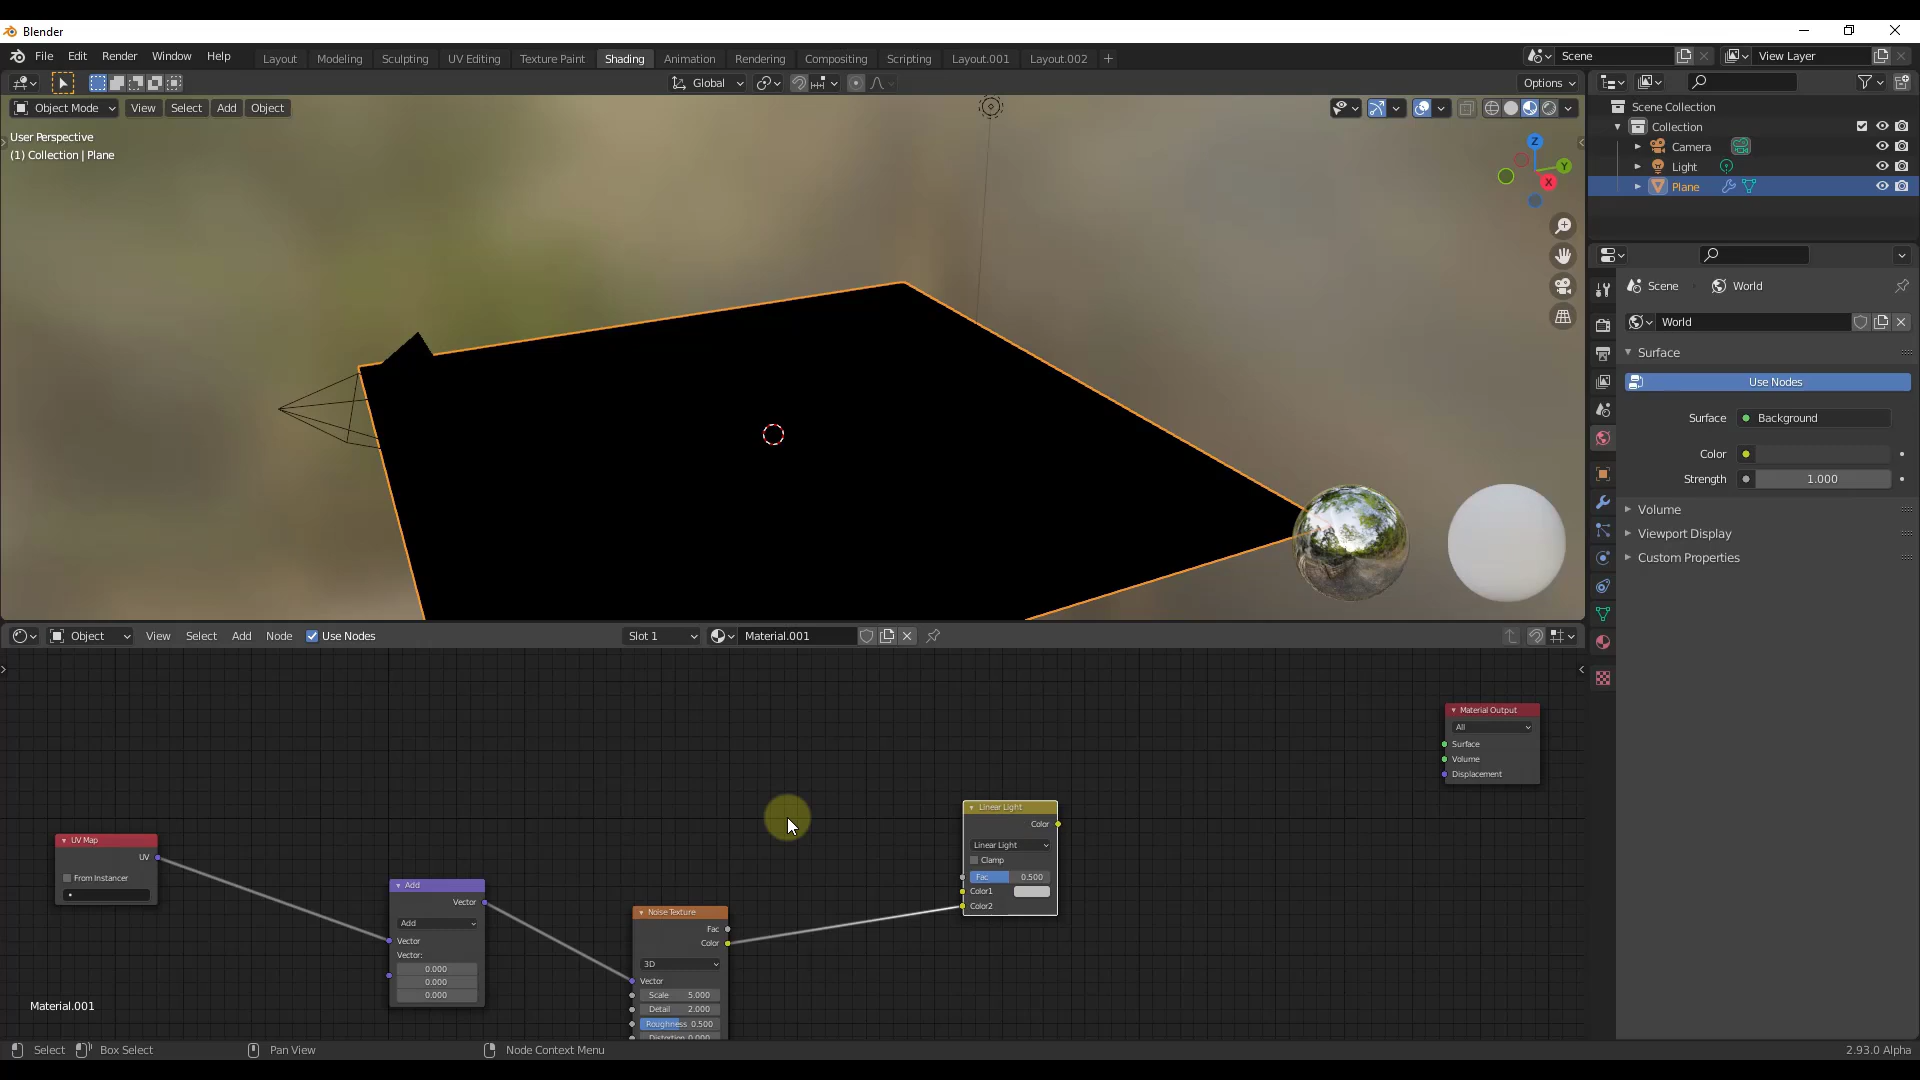 Blender
File Edit Render Window Help
Layout Modeling Sculpting UV Editing Texture Paint Shading Animation Rendering Compositing Scripting Layout.001 Layout.002 +
Scene
View Layer
Global
Options
Object Mode View Select Add Object
User Perspective
(1) Collection | Plane
Z
Y
X
Scene Collection
Collection
Camera
Light
Plane
Scene World
World
Surface
Use Nodes
Surface Background
Color
Strength 1.000
Volume
Viewport Display
Custom Properties
Object View Select Add Node Use Nodes
Slot 1
Material.001
UV Map
UV
From Instancer
Add
Vector
Add
Vector
Vector:
0.000
0.000
0.000
Noise Texture
Fac
Color
3D
Vector
Scale 5.000
Detail 2.000
Roughness 0.500
Distortion 0.000
Linear Light
Color
Linear Light
Clamp
Fac 0.500
Color1
Color2
Material Output
All
Surface
Volume
Displacement
Material.001
Select Box Select Pan View Node Context Menu
2.93.0 Alpha